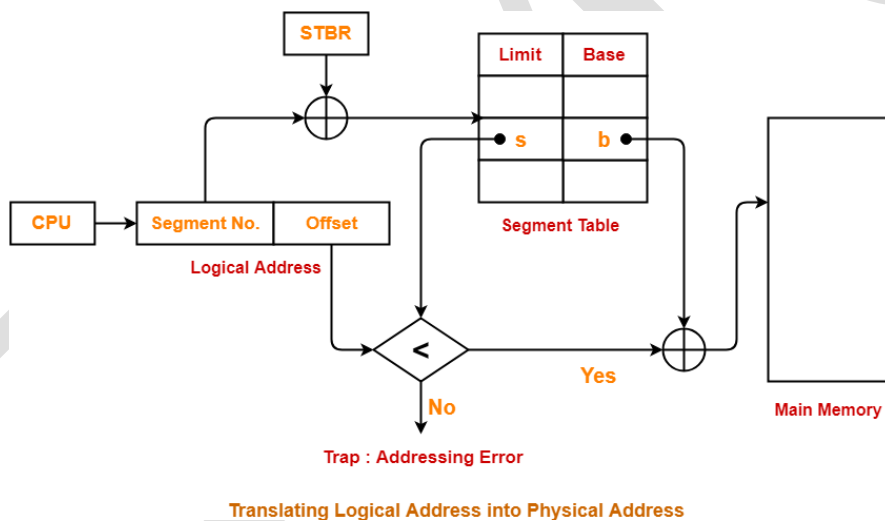 STBR
Limit Base
s b
CPU Segment No. Offset
Segment Table
Logical Address
<
Yes
No
Main Memory
Trap : Addressing Error
Translating Logical Address into Physical Address